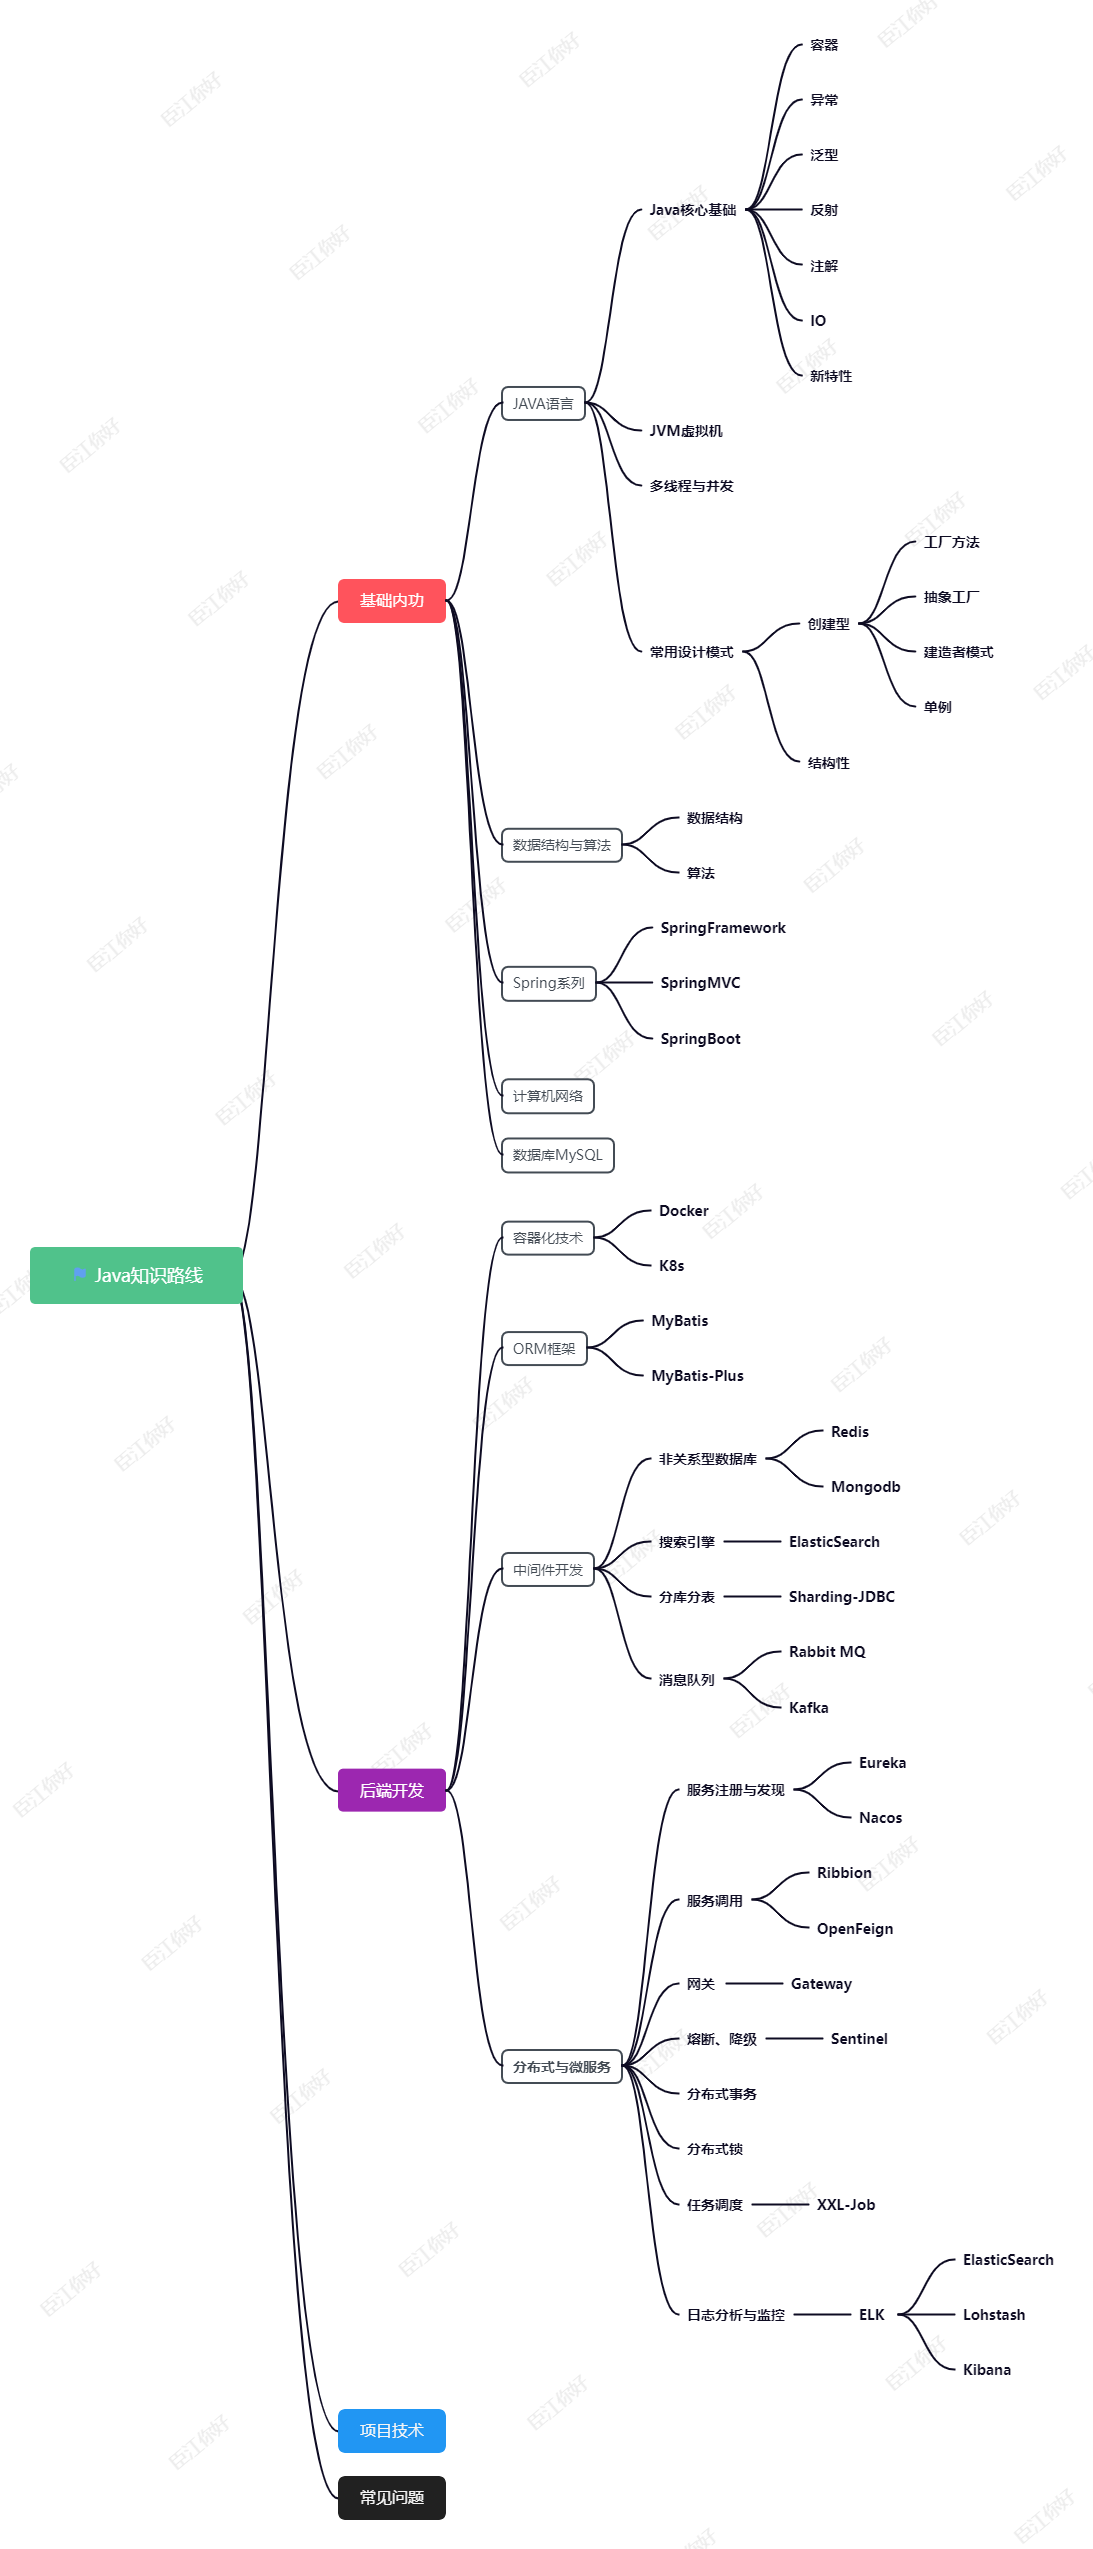 Java知识路线
基础内功
JAVA语言
Java核心基础
容器
异常
泛型
反射
注解
IO
新特性
JVM虚拟机
多线程与并发
常用设计模式
创建型
工厂方法
抽象工厂
建造者模式
单例
结构性
数据结构与算法
数据结构
算法
Spring系列
SpringFramework
SpringMVC
SpringBoot
计算机网络
数据库MySQL
后端开发
容器化技术
Docker
K8s
ORM框架
MyBatis
MyBatis-Plus
中间件开发
非关系型数据库
Redis
Mongodb
搜索引擎
ElasticSearch
分库分表
Sharding-JDBC
消息队列
Rabbit MQ
Kafka
分布式与微服务
服务注册与发现
Eureka
Nacos
服务调用
Ribbion
OpenFeign
网关
Gateway
熔断、降级
Sentinel
分布式事务
分布式锁
任务调度
XXL-Job
日志分析与监控
ELK
ElasticSearch
Lohstash
Kibana
项目技术
常见问题
臣江你好